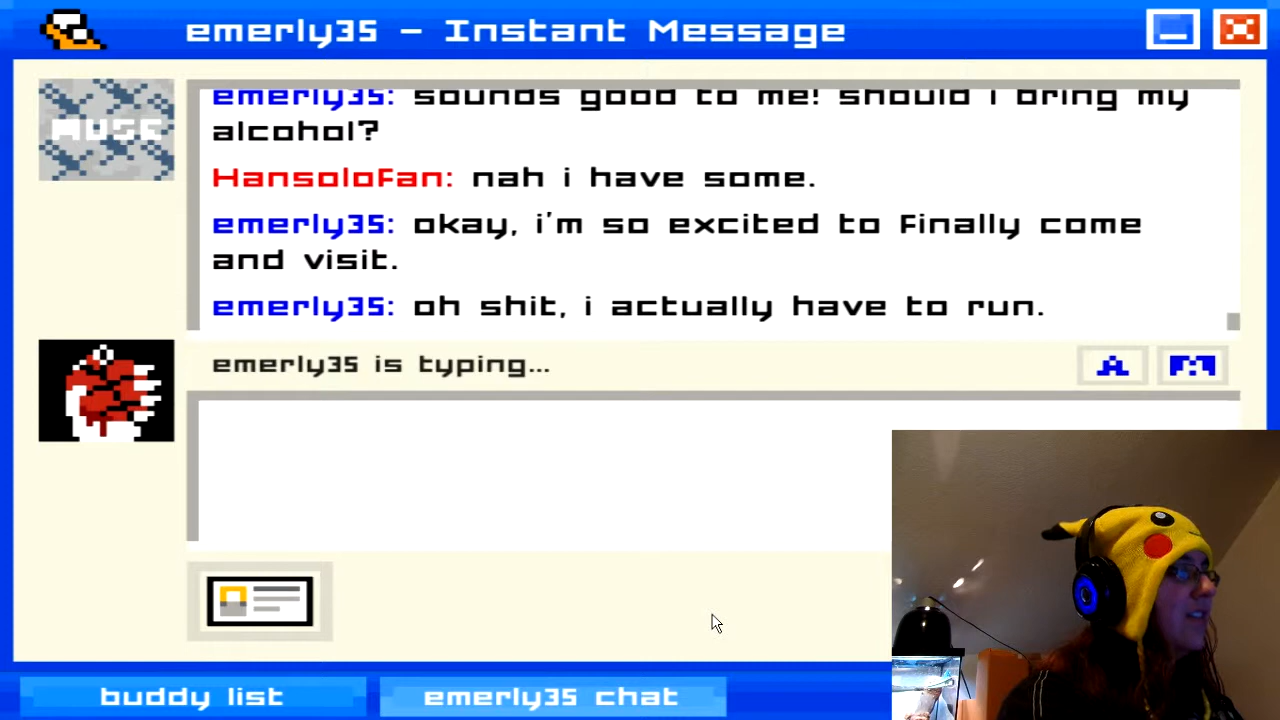 emerly35 - Instant Message
MUSE
emerly35: sounds good to me! should i bring my
alcohol?
HansoloFan: nah i have some.
emerly35: okay, i'm so excited to finally come
and visit.
emerly35: oh shit, i actually have to run.
emerly35 is typing...
A
buddy list
emerly35 chat